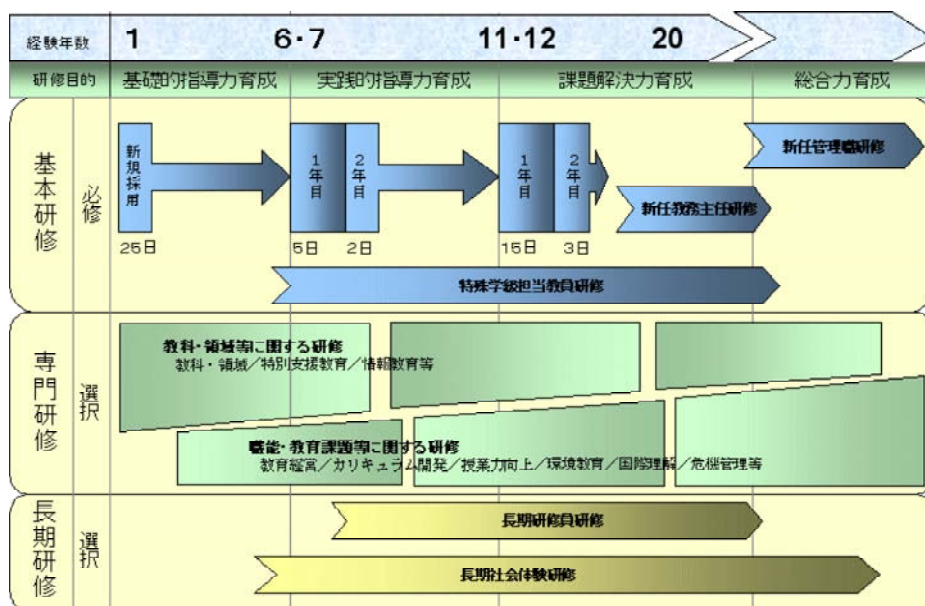 経験年数 1 6・7 11・12 20
研修目的 基礎的指導力育成 実践的指導力育成 課題解決力育成 総合力育成
基本研修
必修
新規採用
25日
1年目
5日
2年目
2日
1年目
15日
2年目
3日
新任管理職研修
新任教務主任研修
特殊学級担当教員研修
専門研修
選択
教科・領域等に関する研修
教科・領域/特別支援教育/情報教育等
職能・教育課題等に関する研修
教育経営/カリキュラム開発/授業力向上/環境教育/国際理解/危機管理等
長期研修
選択
長期研修員研修
長期社会体験研修